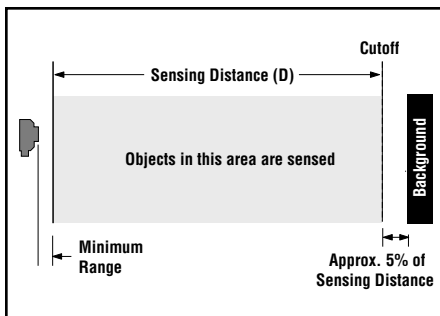 Cutoff
Sensing Distance (D)
Objects in this area are sensed
Background
Minimum
Range
Approx. 5% of
Sensing Distance